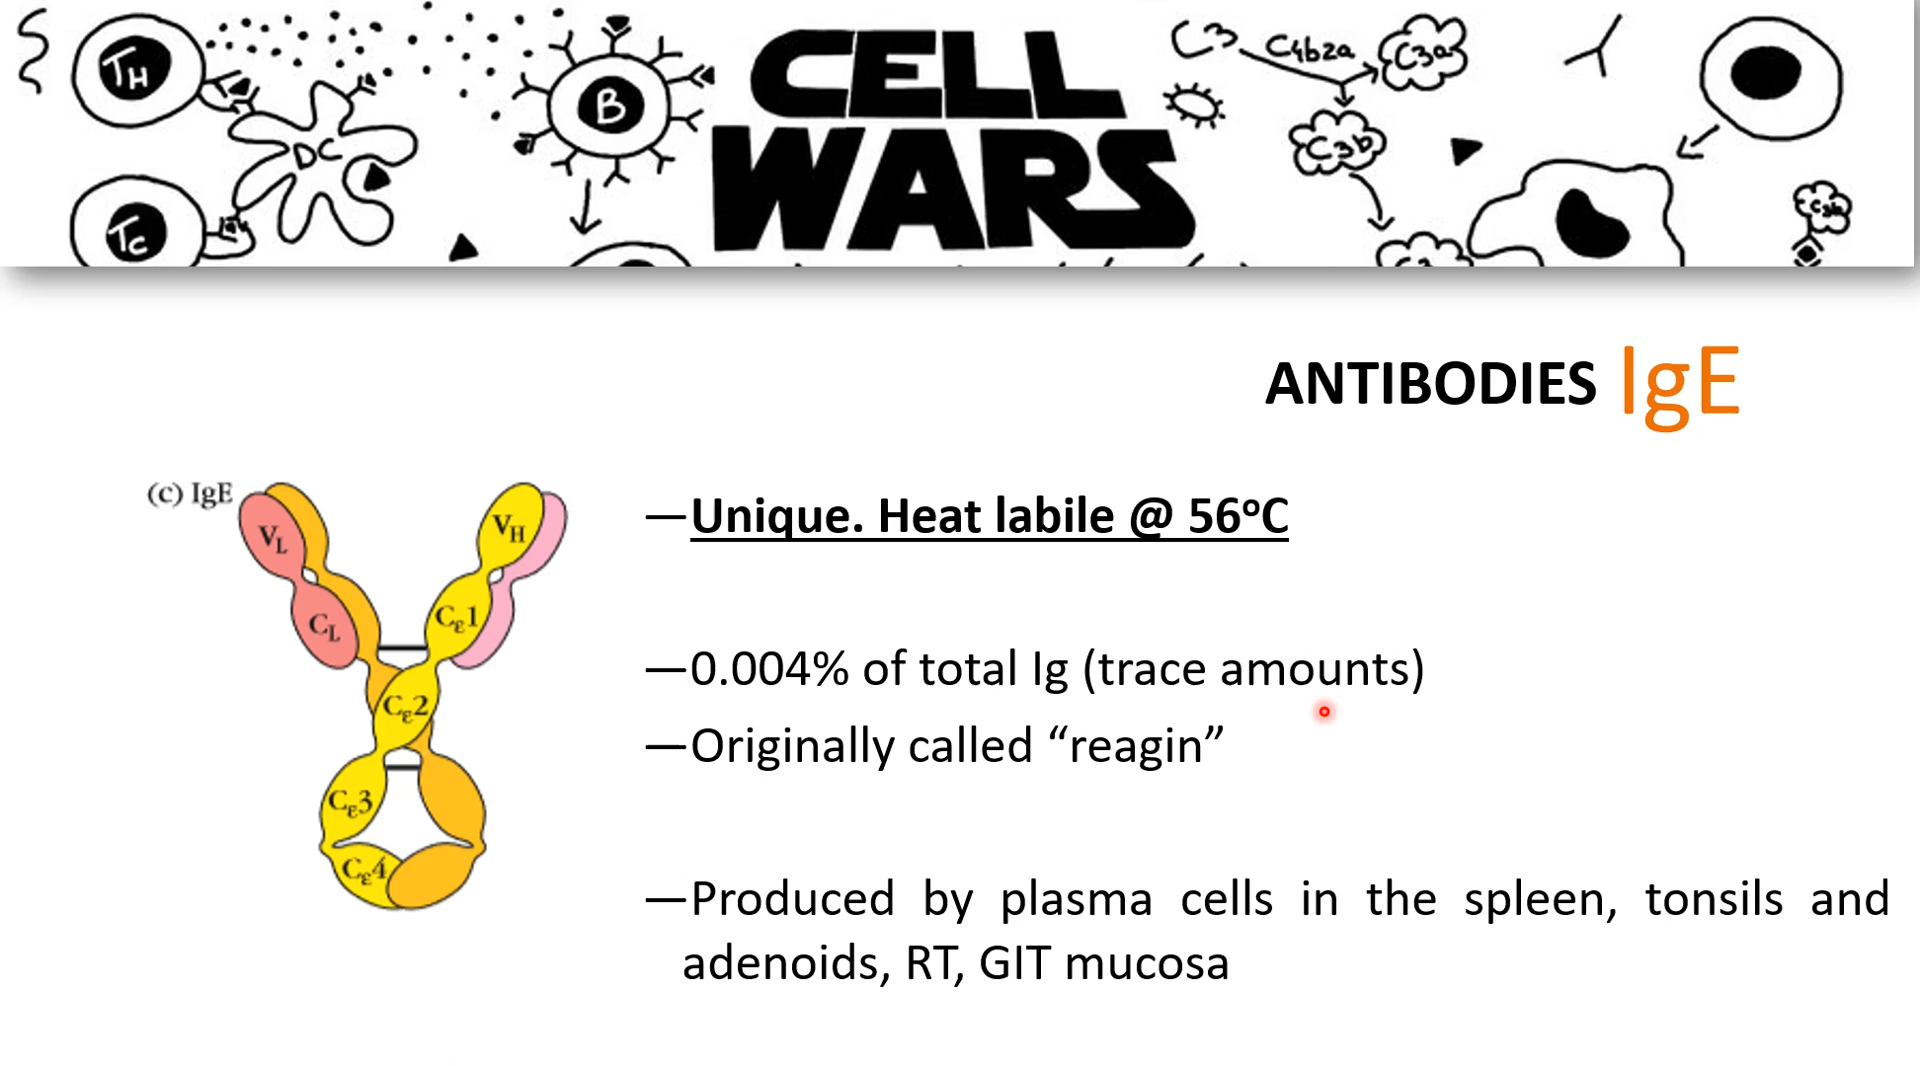 TH
DC
TC
B
CELL
WARS
C3
C4b2a
C3a
C3b
C3b
ANTIBODIES IgE
(c) IgE
VL
CL
VH
Cε1
Cε2
Cε3
Cε4
—Unique. Heat labile @ 56ºC
—0.004% of total Ig (trace amounts)
—Originally called “reagin”
—Produced by plasma cells in the spleen, tonsils and
adenoids, RT, GIT mucosa